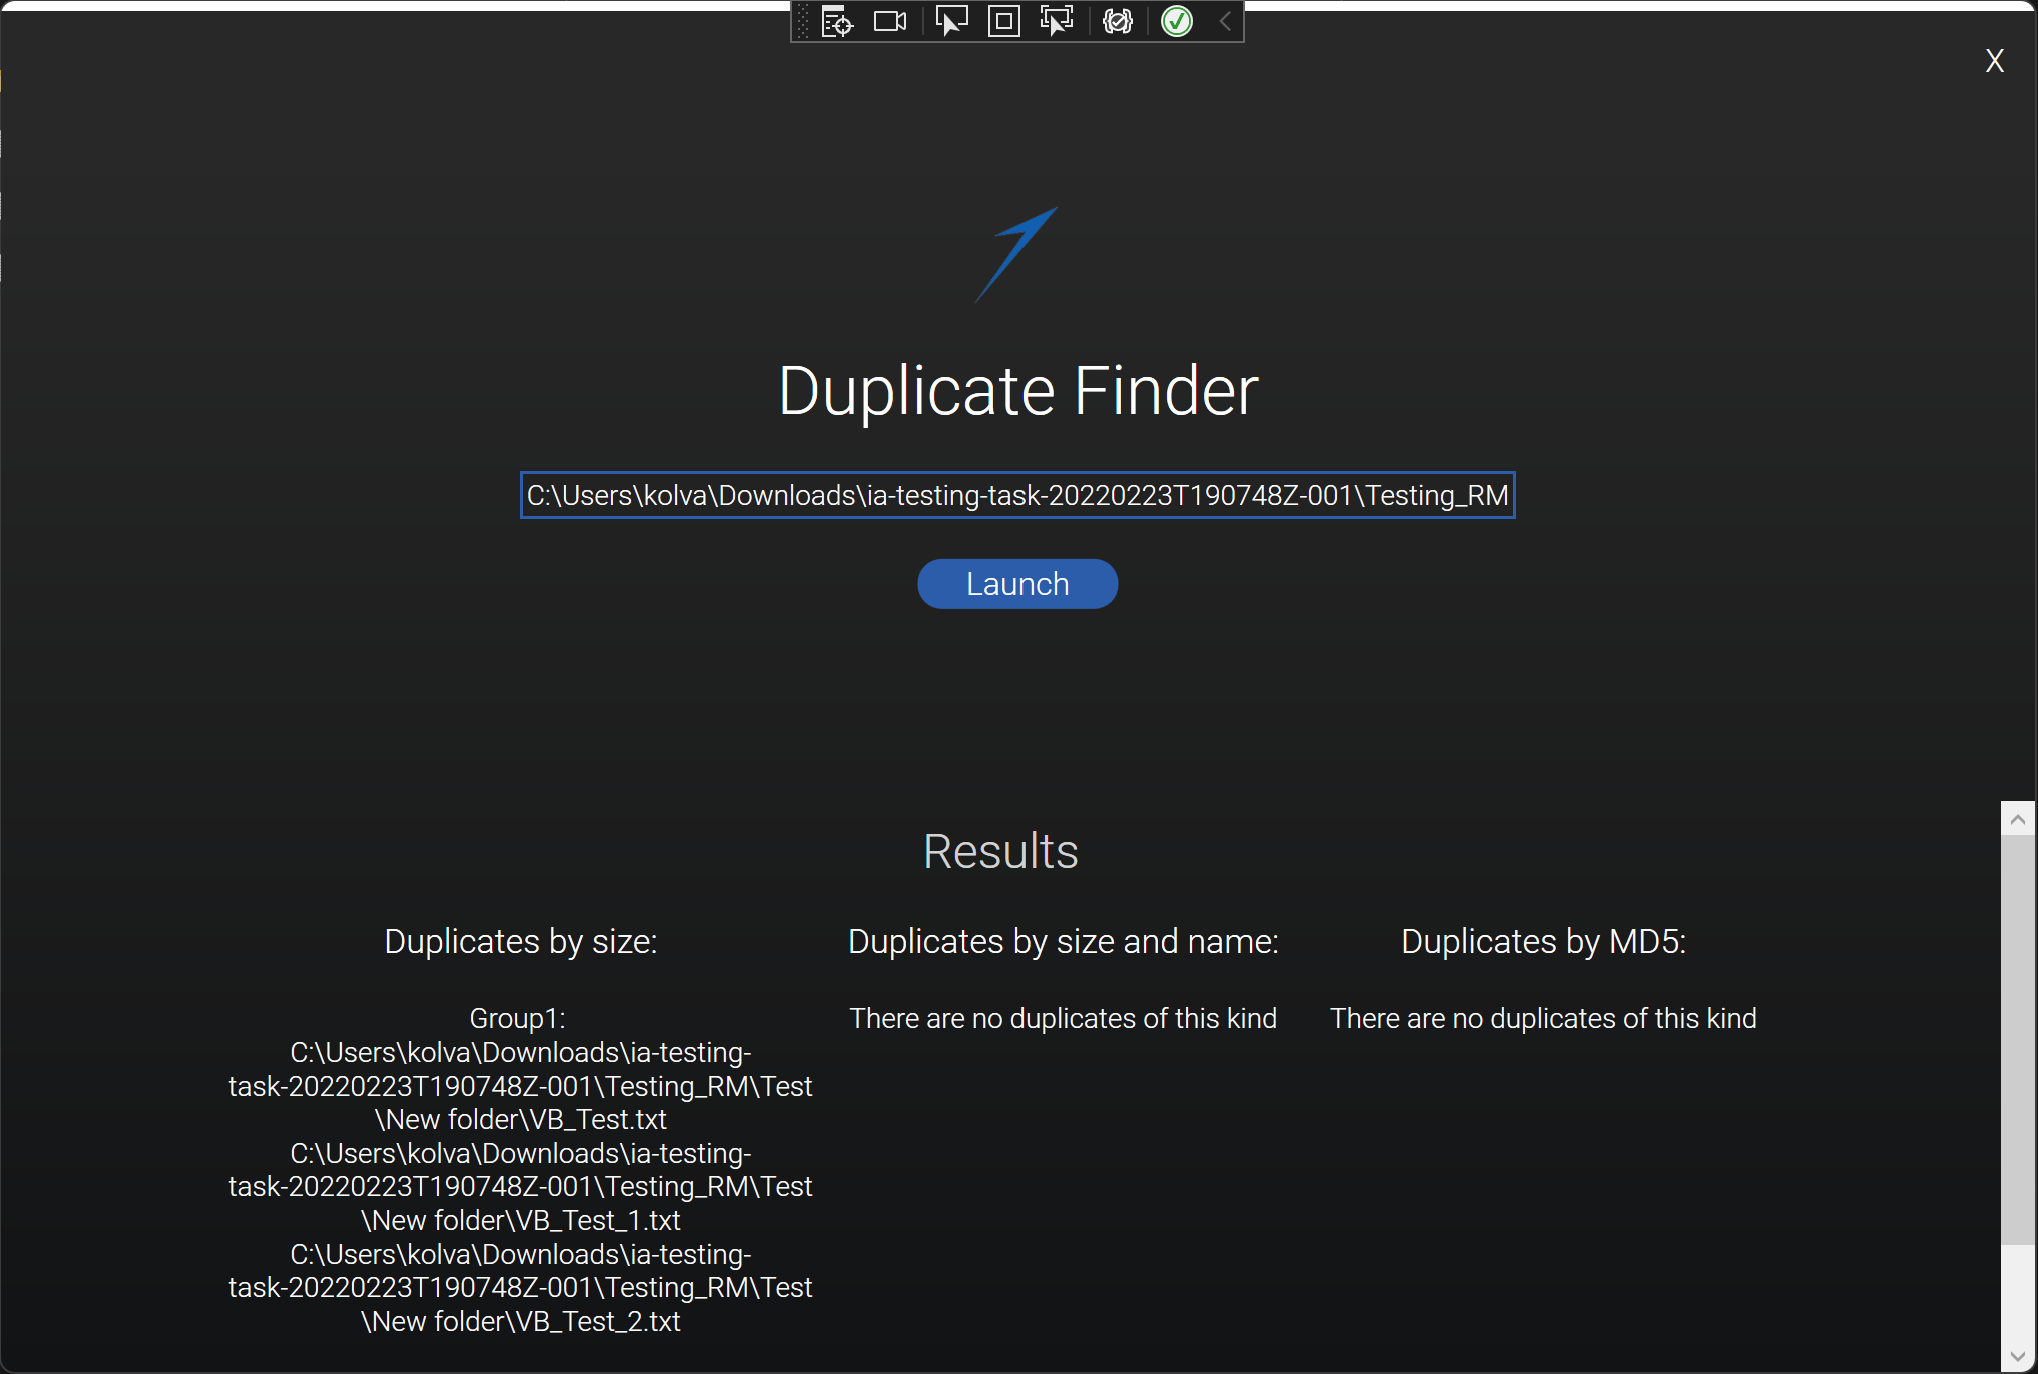 X
Duplicate Finder
C:\Users\kolva\Downloads\ia-testing-task-20220223T190748Z-001\Testing_RM
Launch
Results
Duplicates by size:
Group1:
C:\Users\kolva\Downloads\ia-testing-
task-20220223T190748Z-001\Testing_RM\Test
\New folder\VB_Test.txt
C:\Users\kolva\Downloads\ia-testing-
task-20220223T190748Z-001\Testing_RM\Test
\New folder\VB_Test_1.txt
C:\Users\kolva\Downloads\ia-testing-
task-20220223T190748Z-001\Testing_RM\Test
\New folder\VB_Test_2.txt
Duplicates by size and name:
There are no duplicates of this kind
Duplicates by MD5:
There are no duplicates of this kind